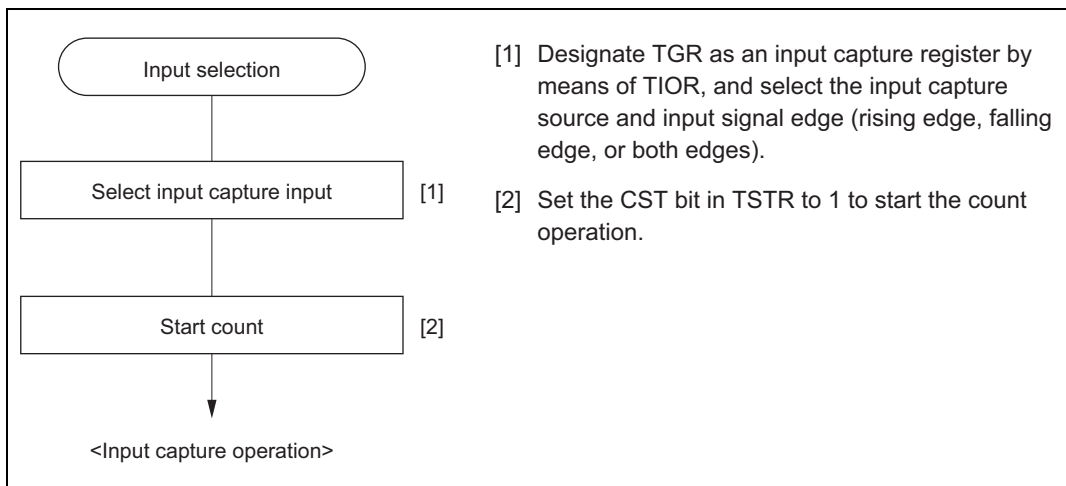 Input selection
Select input capture input
[1]
Start count
[2]
<Input capture operation>
[1] Designate TGR as an input capture register by
means of TIOR, and select the input capture
source and input signal edge (rising edge, falling
edge, or both edges).
[2] Set the CST bit in TSTR to 1 to start the count
operation.